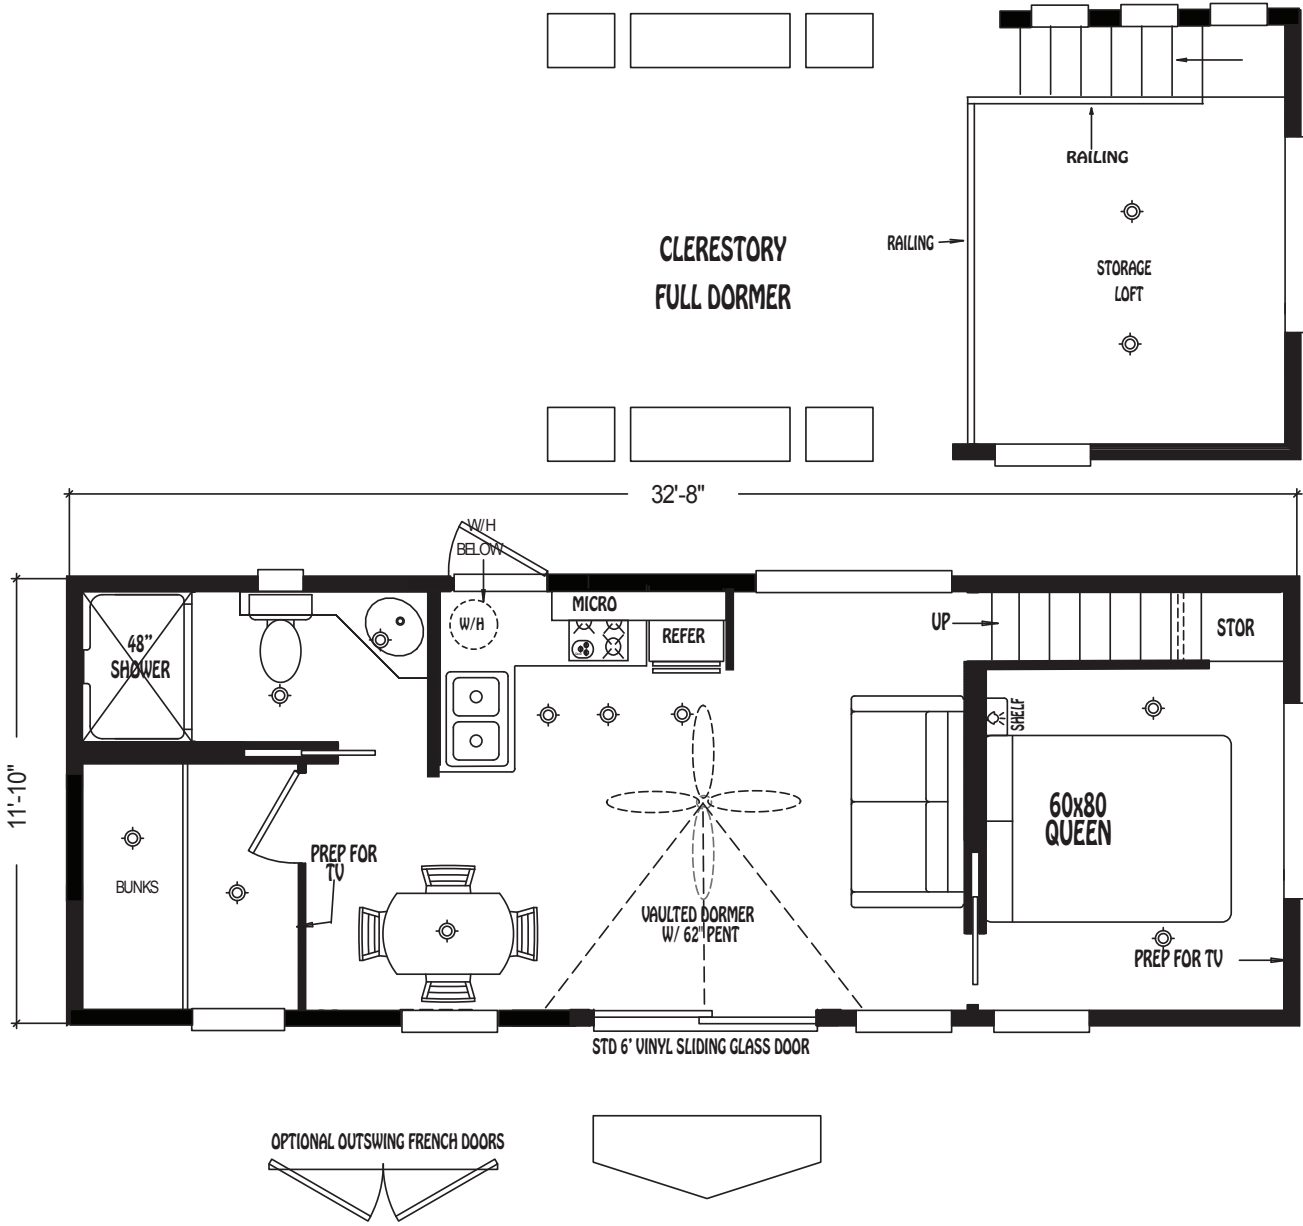 RAILING
RAILING
STORAGE
LOFT
CLERESTORY
FULL DORMER
32'-8"
W/H
BELOW
MICRO
W/H
REFER
UP
STOR
48”
SHOWER
SHELF
11'-10"
60x80
QUEEN
PREP FOR
TV
BUNKS
VAULTED DORMER
W/ 62" PENT
PREP FOR TV
STD 6' VINYL SLIDING GLASS DOOR
OPTIONAL OUTSWING FRENCH DOORS